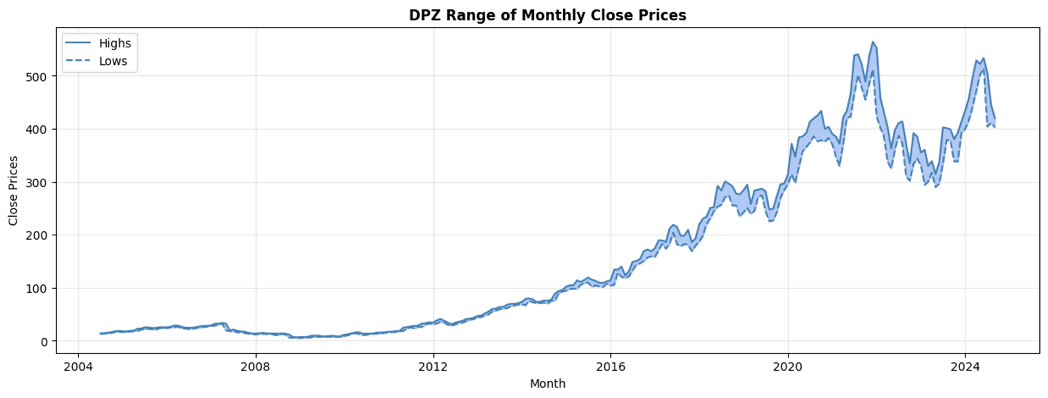 DPZ Range of Monthly Close Prices
Highs
Lows
Close Prices
500
400
300
200
100
0
2004 2008 2012 2016 2020 2024
Month